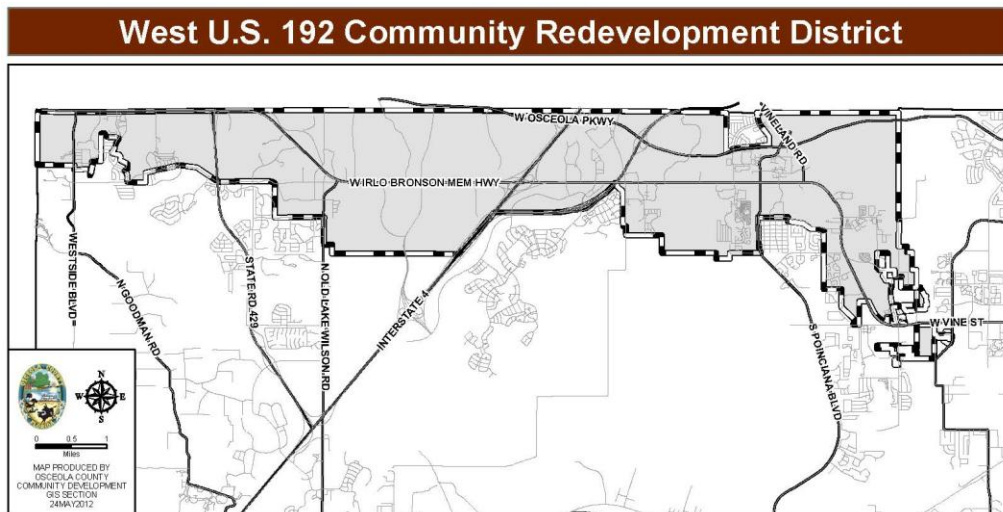 West U.S. 192 Community Redevelopment District
W OSCEOLA PKWY
VINELAND RD
W IRLO BRONSON MEM HWY
WESTSIDE BLVD
N GOODMAN RD
STATE RD 429
N OLD LAKE WILSON RD
INTERSTATE 4
S POINCIANA BLVD
W VINE ST
N
W E
S
0 0.5 1
Miles
MAP PRODUCED BY
OSCEOLA COUNTY
COMMUNITY DEVELOPMENT
GIS SECTION
24MAY2012